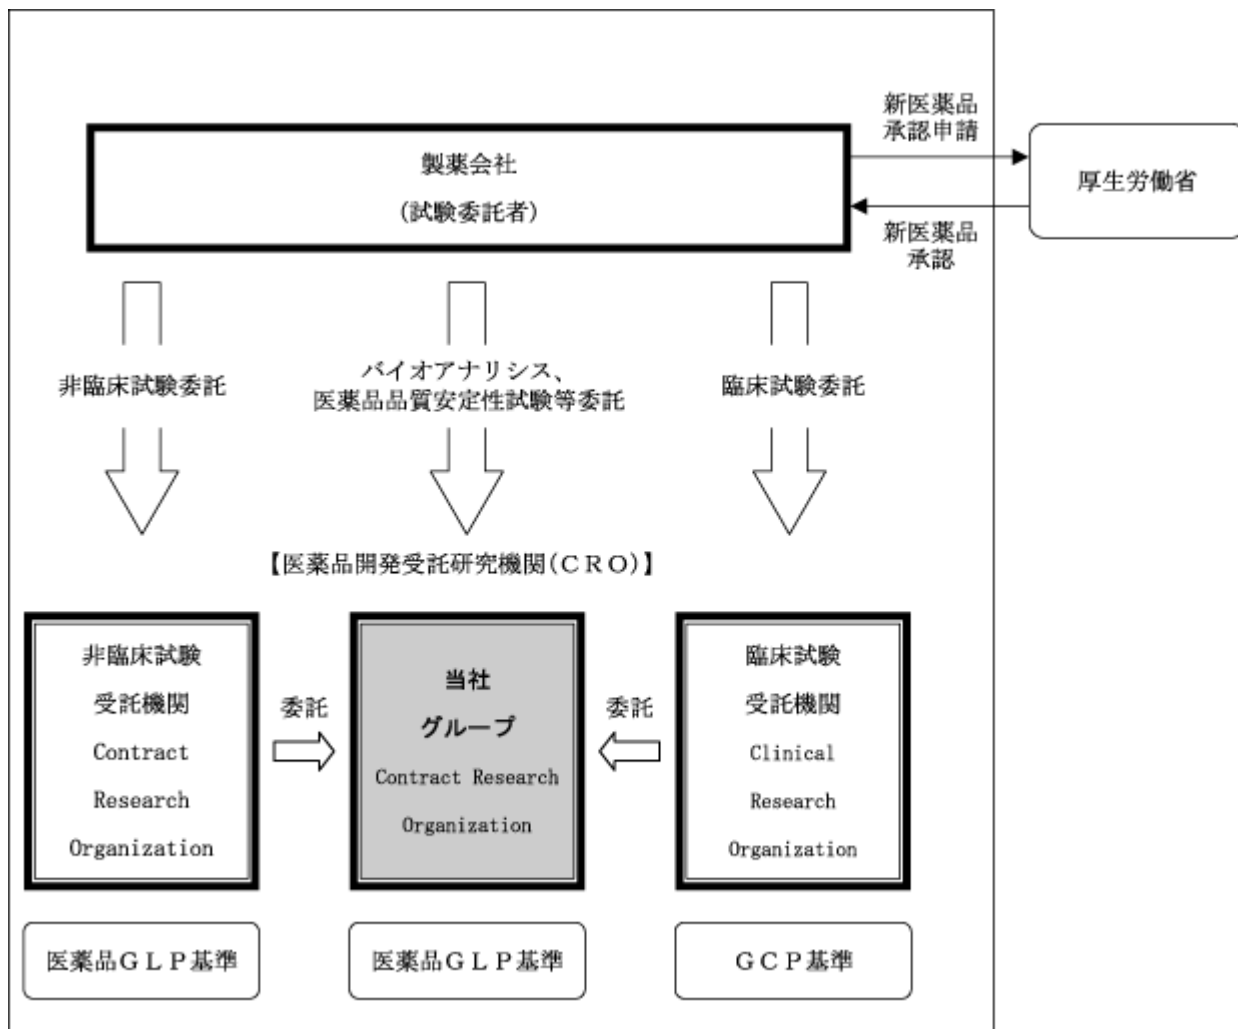 新医薬品
承認申請
製薬会社
(試験委託者)
厚生労働省
新医薬品
承認
非臨床試験委託
バイオアナリシス、
医薬品品質安定性試験等委託
臨床試験委託
【医薬品開発受託研究機関(ＣＲＯ)】
非臨床試験
受託機関
Contract
Research
Organization
委託
当社
グループ
Contract Research
Organization
委託
臨床試験
受託機関
Clinical
Research
Organization
医薬品ＧＬＰ基準
医薬品ＧＬＰ基準
ＧＣＰ基準